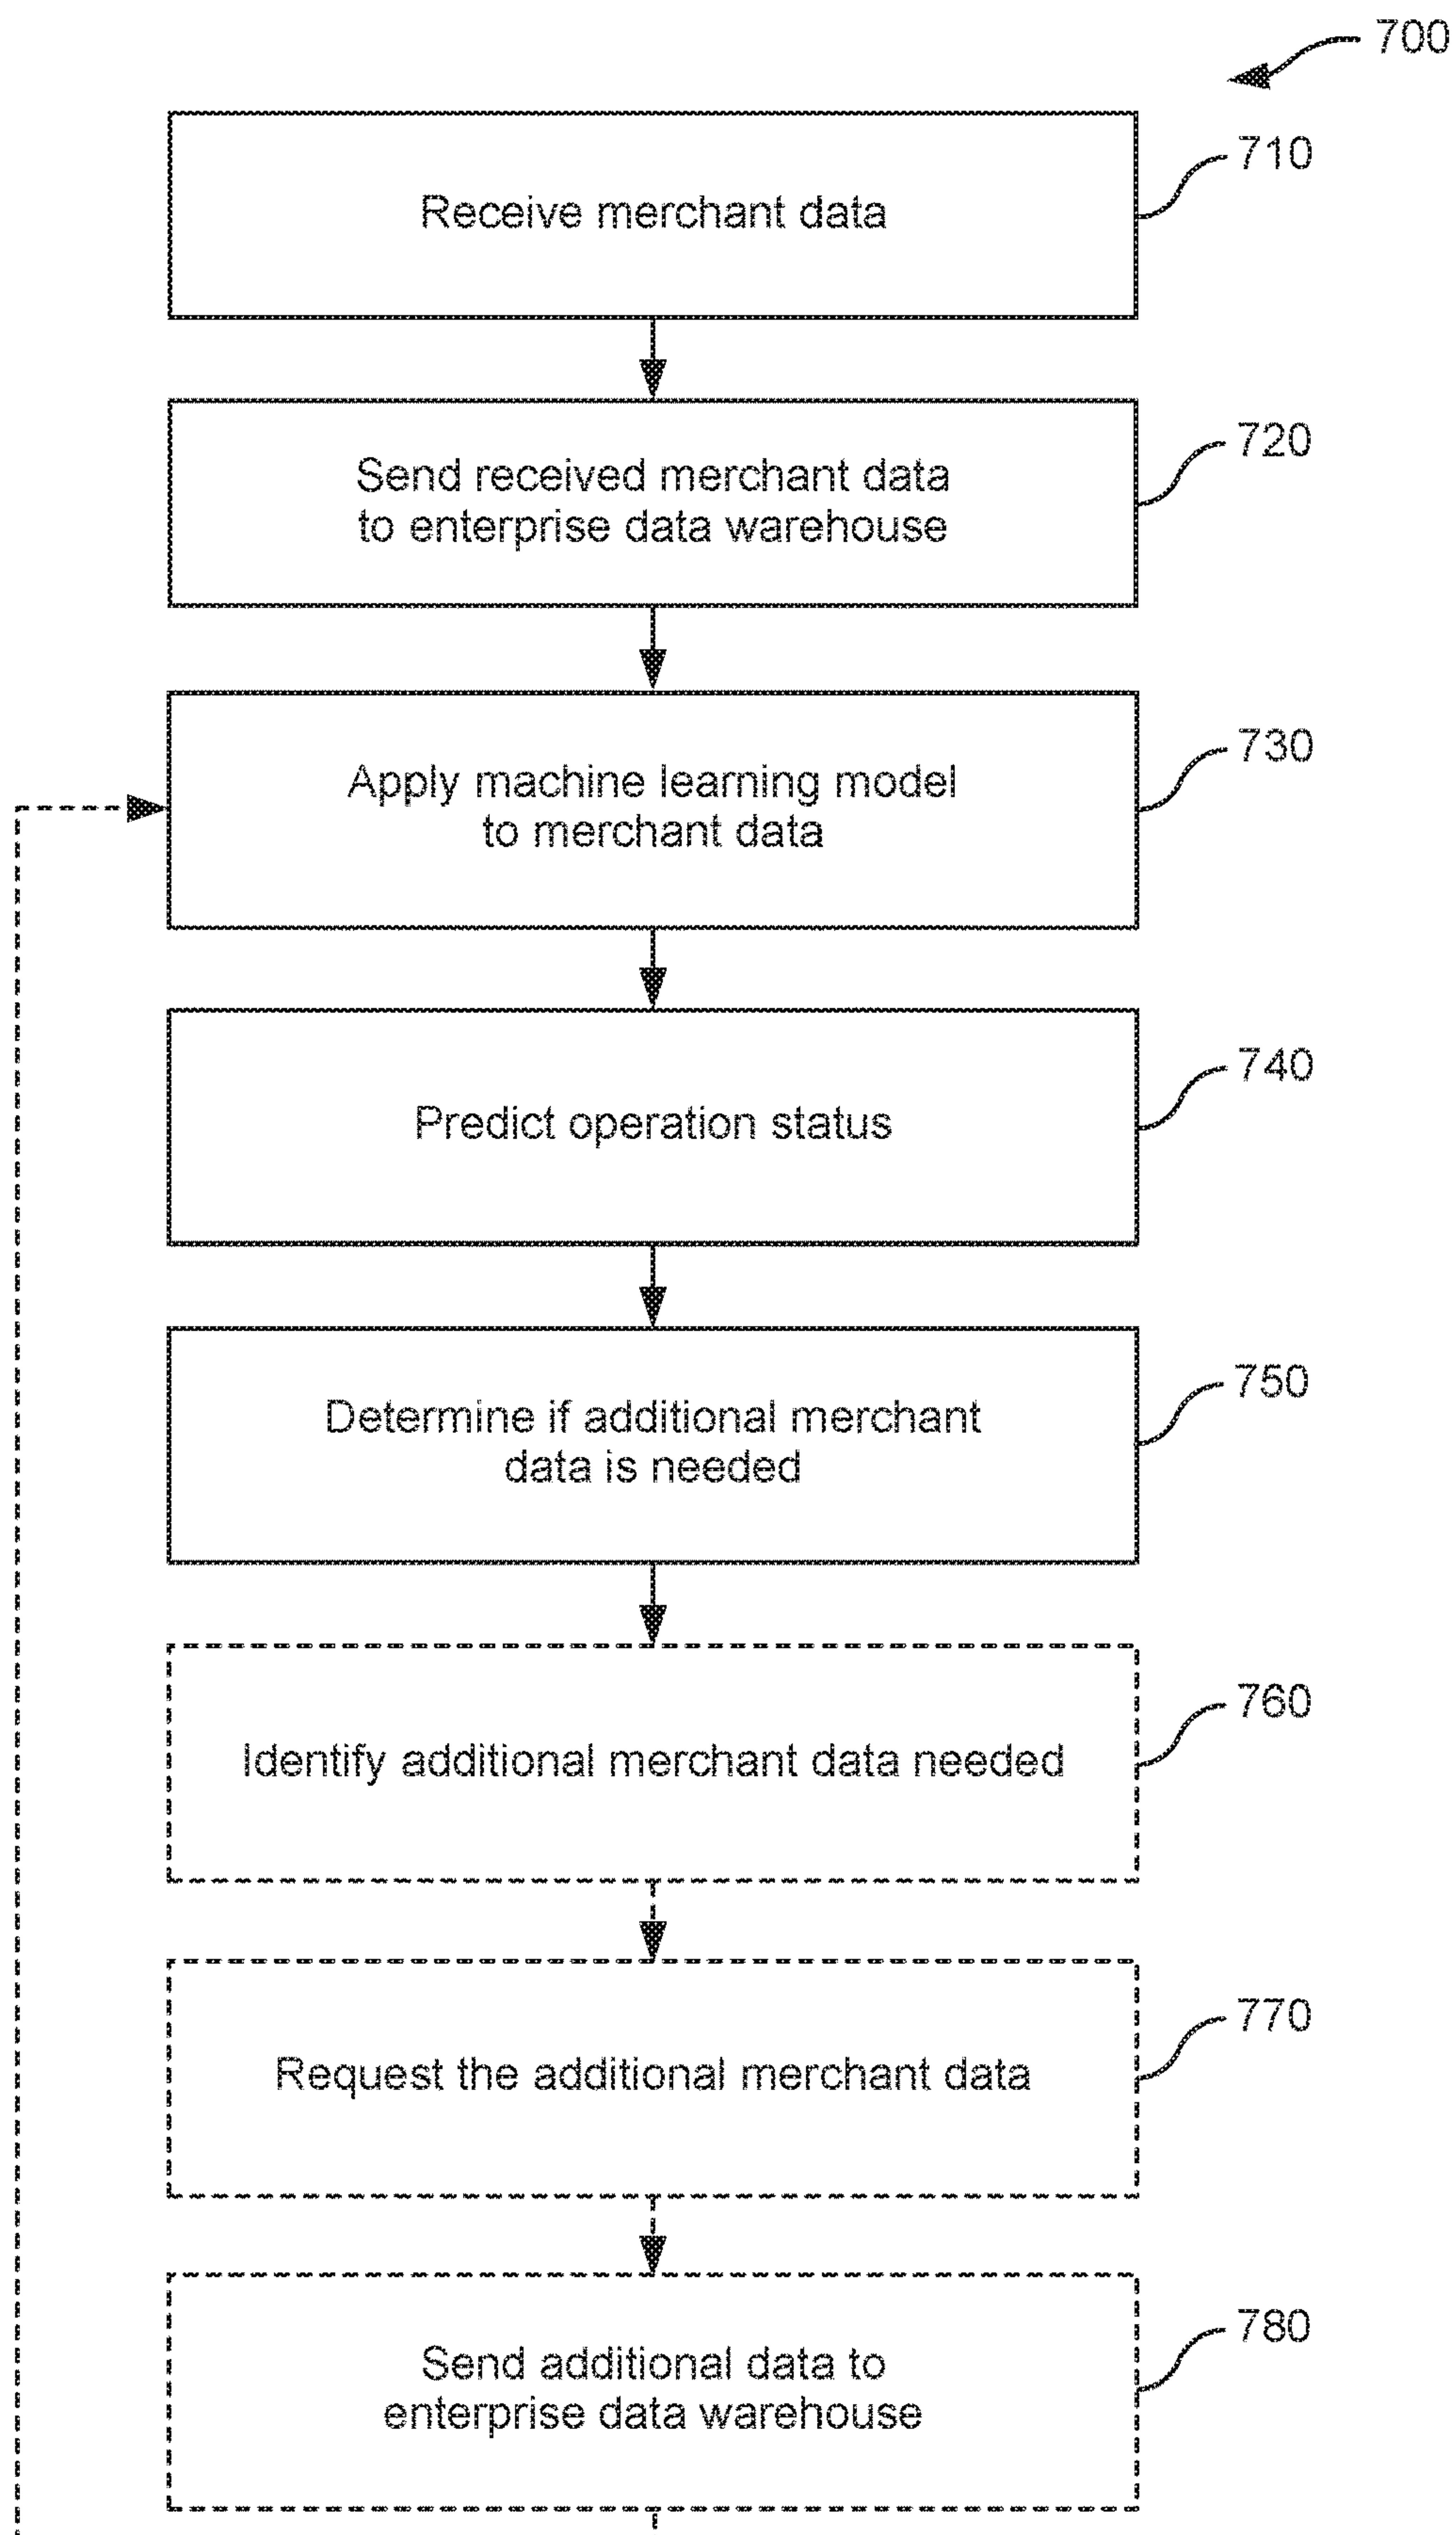 700
Receive merchant data
710
Send received merchant data
to enterprise data warehouse
720
Apply machine learning model
to merchant data
730
Predict operation status
740
Determine if additional merchant
data is needed
750
Identify additional merchant data needed
760
Request the additional merchant data
770
Send additional data to
enterprise data warehouse
780